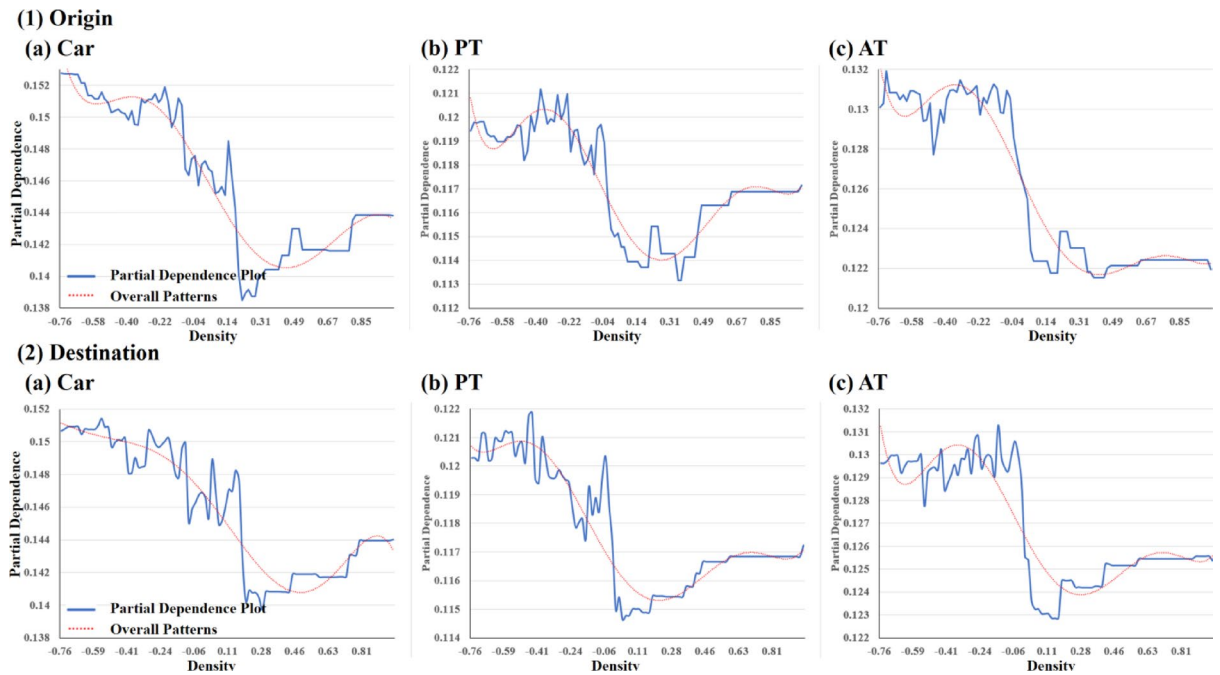 (1) Origin
(a) Car
0.152
0.15
0.148
0.146
0.144
0.142
0.14
0.138
Partial Dependence
Partial Dependence Plot
Overall Patterns
-0.76 -0.58 -0.40 -0.22 -0.04 0.14 0.31 0.49 0.67 0.85
Density
(b) PT
0.122
0.121
0.119
0.118
0.117
0.116
0.114
0.113
0.112
Partial Dependence
-0.76 -0.58 -0.40 -0.22 -0.04 0.14 0.31 0.49 0.67 0.85
Density
(c) AT
0.132
0.13
0.128
0.126
0.124
0.122
0.12
Partial Dependence
-0.76 -0.58 -0.40 -0.22 -0.04 0.14 0.31 0.49 0.67 0.85
Density
(2) Destination
(a) Car
0.152
0.15
0.148
0.146
0.144
0.142
0.14
0.138
Partial Dependence
Partial Dependence Plot
Overall Patterns
-0.76 -0.58 -0.41 -0.24 -0.06 0.11 0.28 0.46 0.63 0.81
Density
(b) PT
0.122
0.121
0.12
0.119
0.118
0.117
0.116
0.115
0.114
Partial Dependence
-0.76 -0.58 -0.41 -0.24 -0.06 0.11 0.28 0.46 0.63 0.81
Density
(c) AT
0.132
0.131
0.13
0.129
0.127
0.126
0.125
0.124
0.123
0.122
Partial Dependence
-0.76 -0.58 -0.41 -0.24 -0.06 0.11 0.28 0.46 0.63 0.81
Density